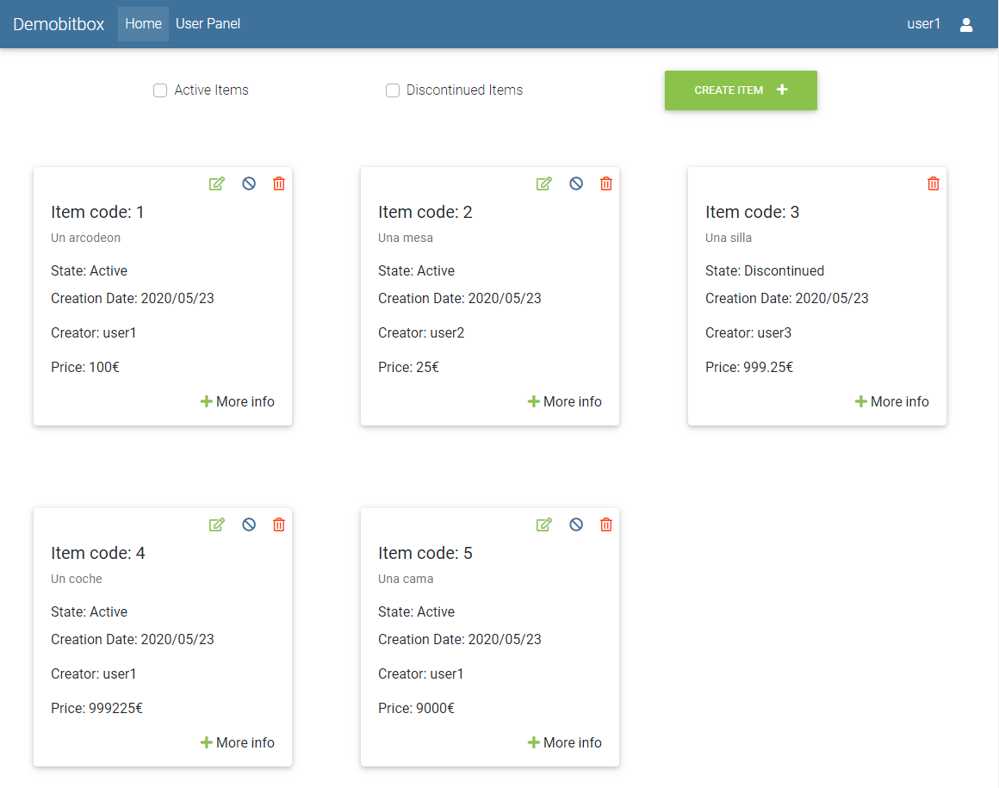 Demobitbox Home User Panel user1
Active Items Discontinued Items CREATE ITEM
Item code: 1
Un arcodeon
State: Active
Creation Date: 2020/05/23
Creator: user1
Price: 100€
More info
Item code: 2
Una mesa
State: Active
Creation Date: 2020/05/23
Creator: user2
Price: 25€
More info
Item code: 3
Una silla
State: Discontinued
Creation Date: 2020/05/23
Creator: user3
Price: 999.25€
More info
Item code: 4
Un coche
State: Active
Creation Date: 2020/05/23
Creator: user1
Price: 999225€
More info
Item code: 5
Una cama
State: Active
Creation Date: 2020/05/23
Creator: user1
Price: 9000€
More info